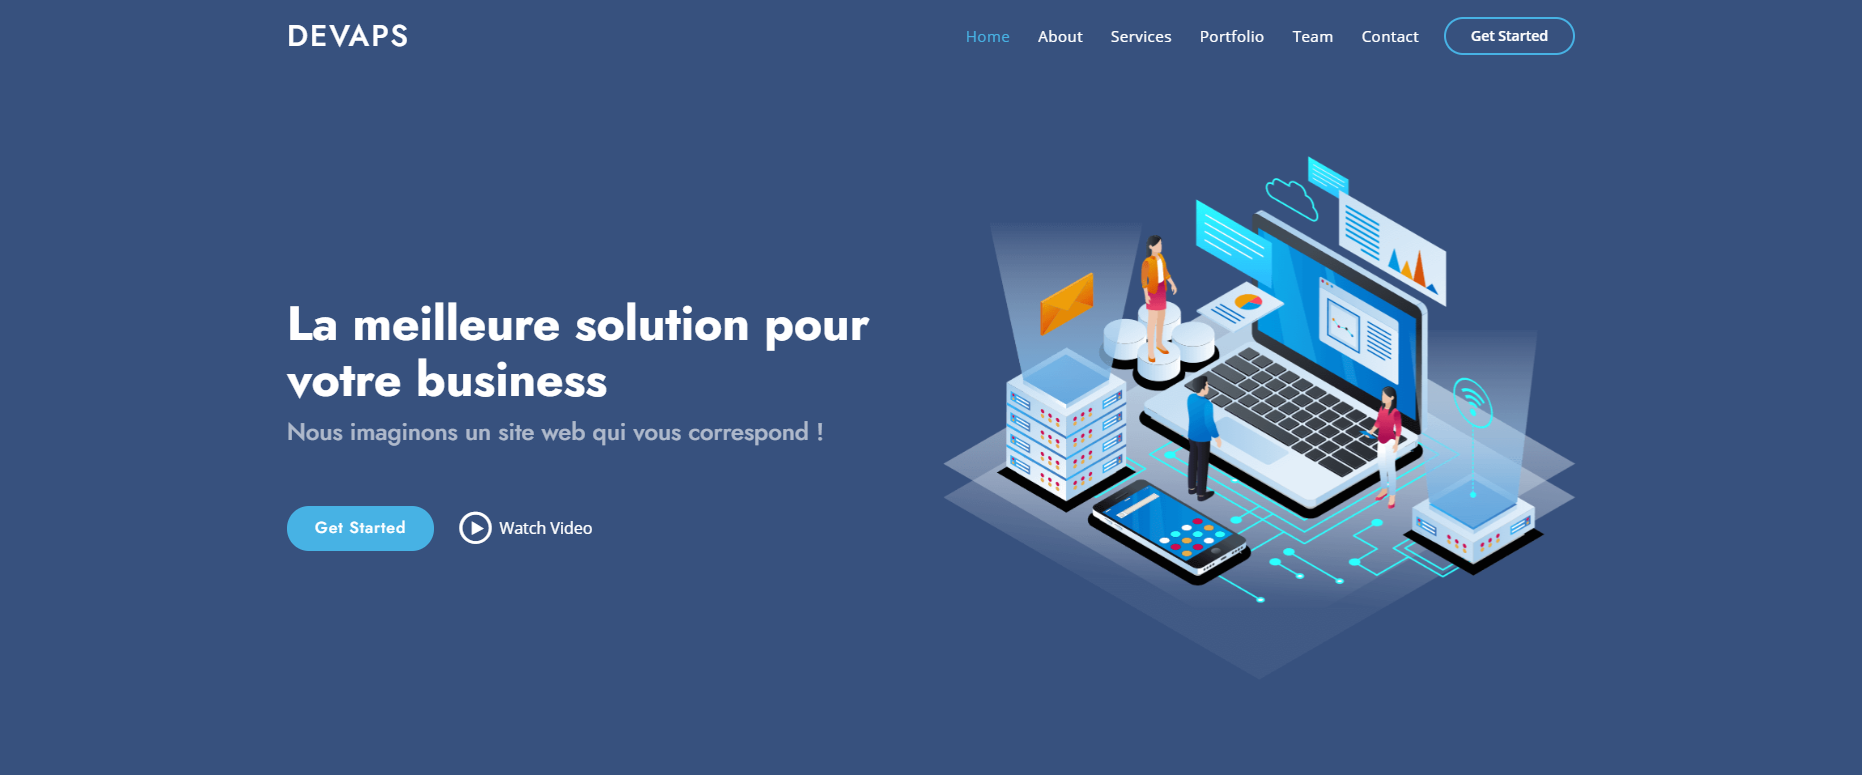 DEVAPS
Home About Services Portfolio Team Contact Get Started
La meilleure solution pour
votre business
Nous imaginons un site web qui vous correspond !
Get Started Watch Video